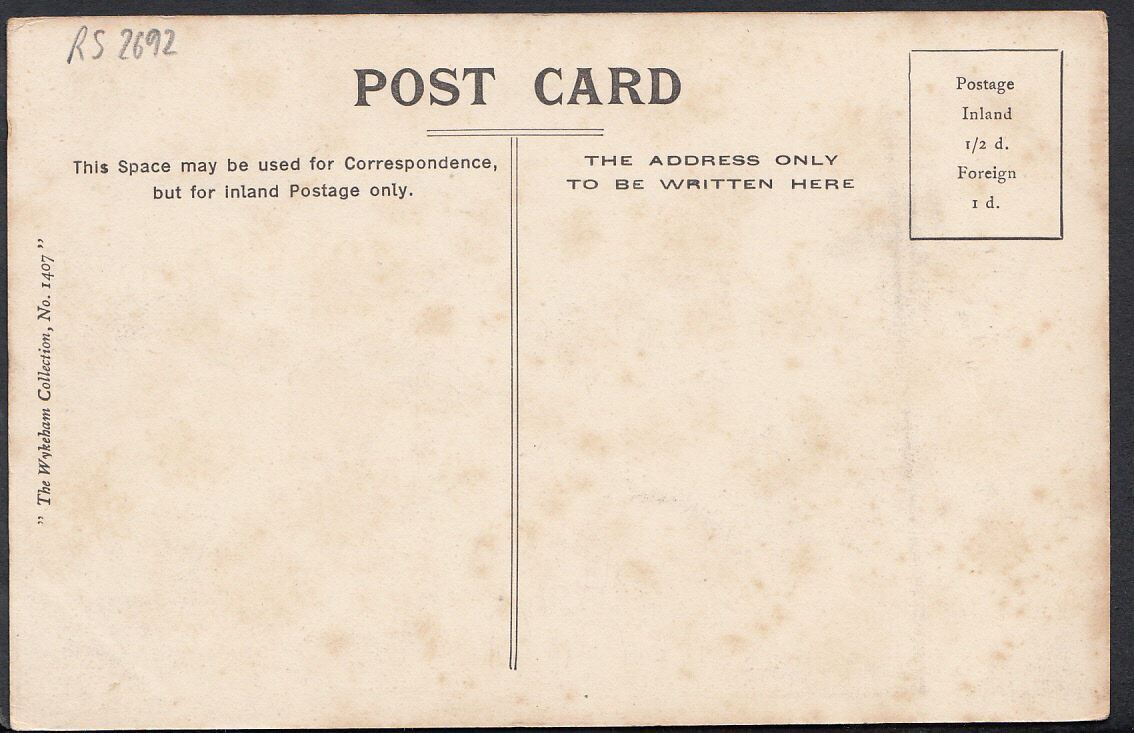 RS 2692
POST CARD
This Space may be used for Correspondence,
but for inland Postage only.
THE ADDRESS ONLY
TO BE WRITTEN HERE
Postage
Inland
1/2 d.
Foreign
1 d.
" The Wykeham Collection, No. 1407 "